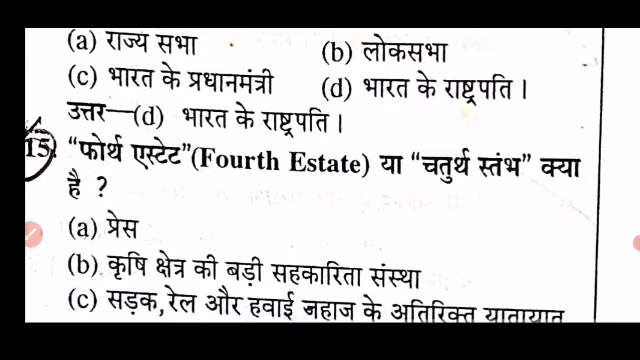 (a) राज्य सभा (b) लोकसभा
(c) भारत के प्रधानमंत्री (d) भारत के राष्ट्रपति ।
उत्तर—(d) भारत के राष्ट्रपति ।
15. “फोर्थ एस्टेट”(Fourth Estate) या “चतुर्थ स्तंभ” क्या
है ?
(a) प्रेस
(b) कृषि क्षेत्र की बड़ी सहकारिता संस्था
(c) सड़क, रेल और हवाई जहाज के अतिरिक्त यातायात